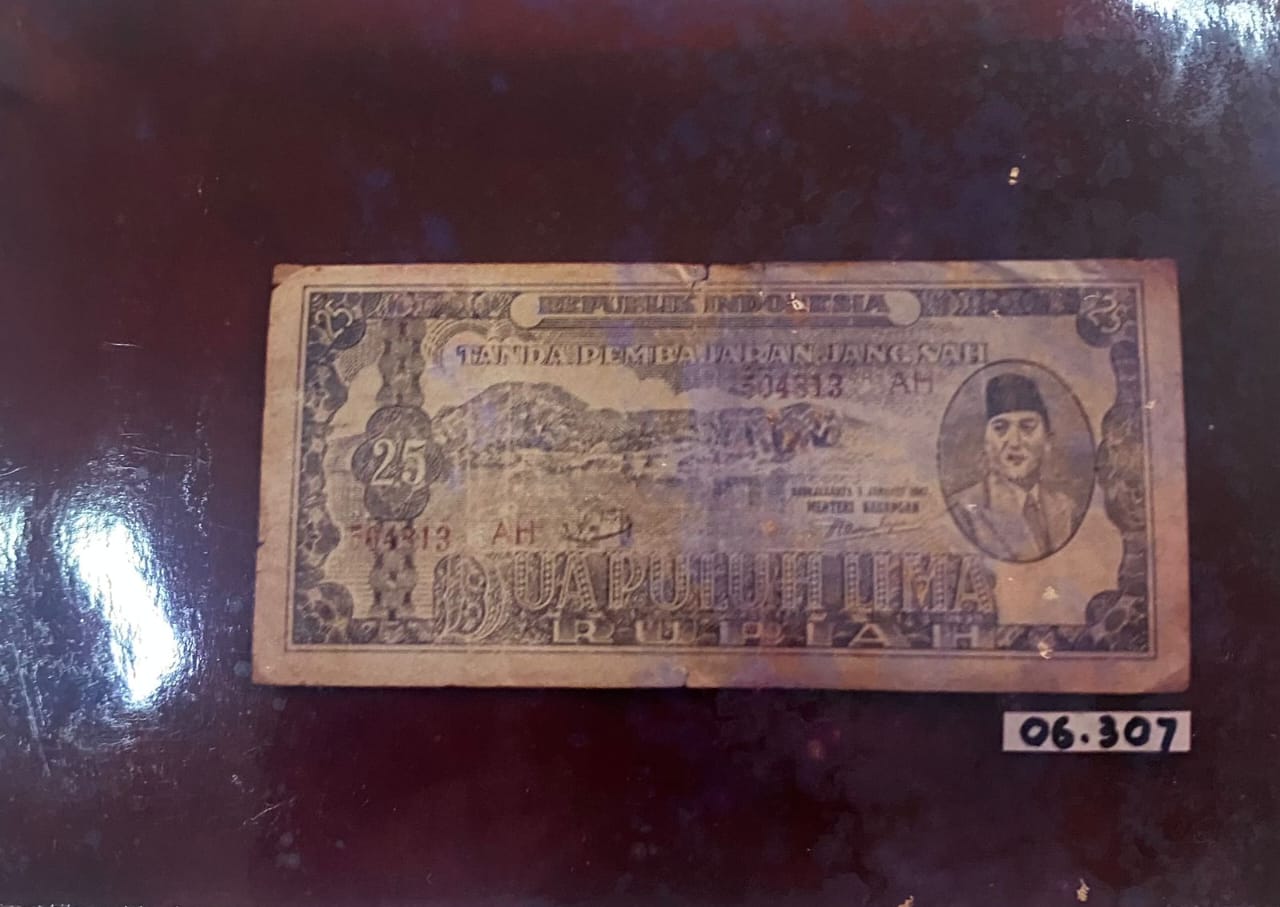 25 REPUBLIK INDONESIA 25
TANDA PEMBAJARAN JANG SAH
504313 AH
25
MENTERI KEUANGAN
504313 AH
DUA PULUH LIMA
RUPIAH
06.307